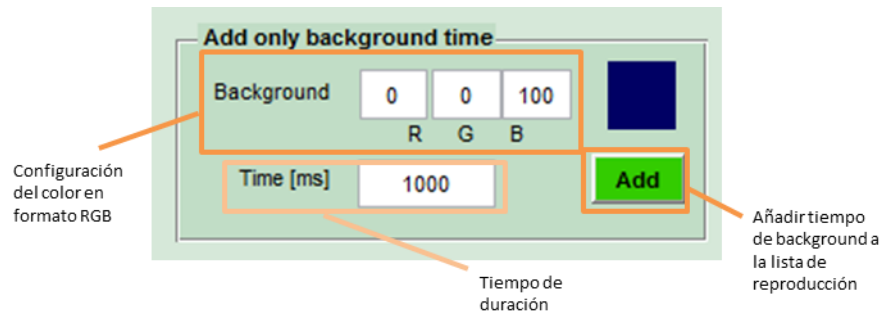 Add only background time
Background
0
0
100
R G B
Time [ms]
1000
Add
Configuración
del color en
formato RGB
Tiempo de
duración
Añadir tiempo
de background a
la lista de
reproducción